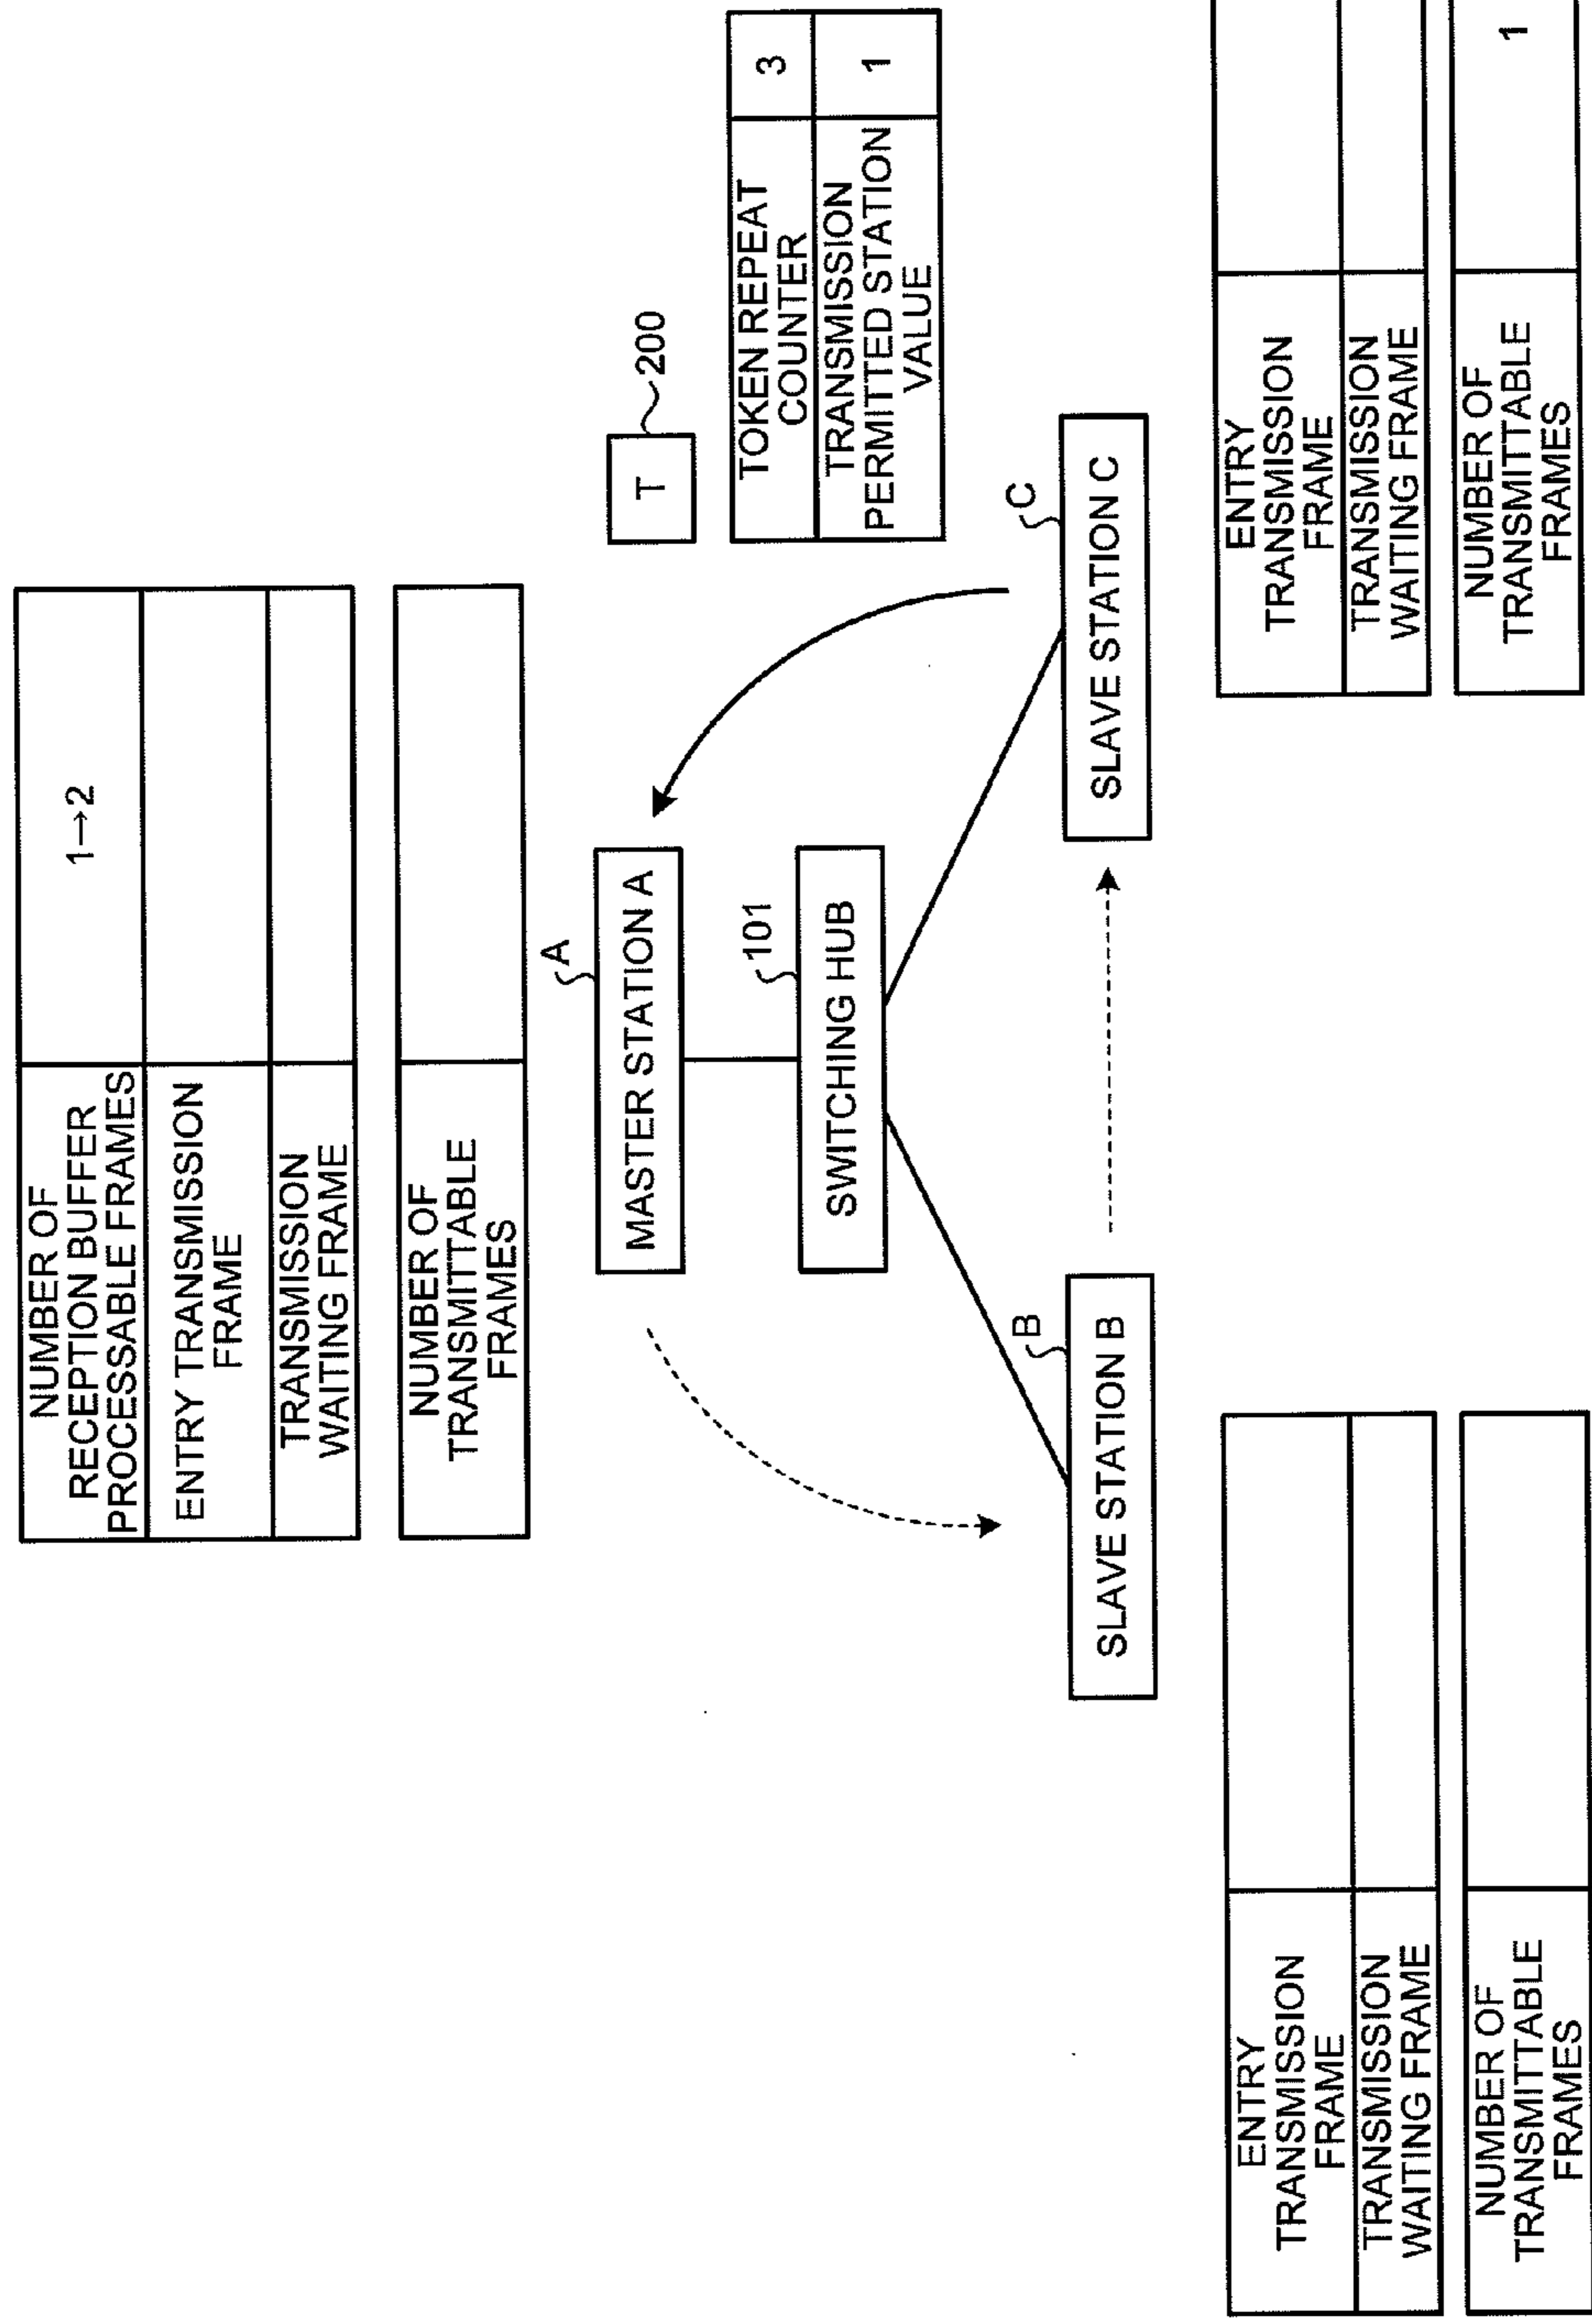 NUMBER OF
RECEPTION BUFFER
PROCESSABLE FRAMES
1→2
ENTRY TRANSMISSION
FRAME
TRANSMISSION
WAITING FRAME
NUMBER OF
TRANSMITTABLE
FRAMES
A
MASTER STATION A
T
200
TOKEN REPEAT
COUNTER
3
TRANSMISSION
PERMITTED STATION
VALUE
1
101
SWITCHING HUB
B
SLAVE STATION B
C
SLAVE STATION C
ENTRY
TRANSMISSION
FRAME
TRANSMISSION
WAITING FRAME
NUMBER OF
TRANSMITTABLE
FRAMES
ENTRY
TRANSMISSION
FRAME
TRANSMISSION
WAITING FRAME
NUMBER OF
TRANSMITTABLE
FRAMES
1